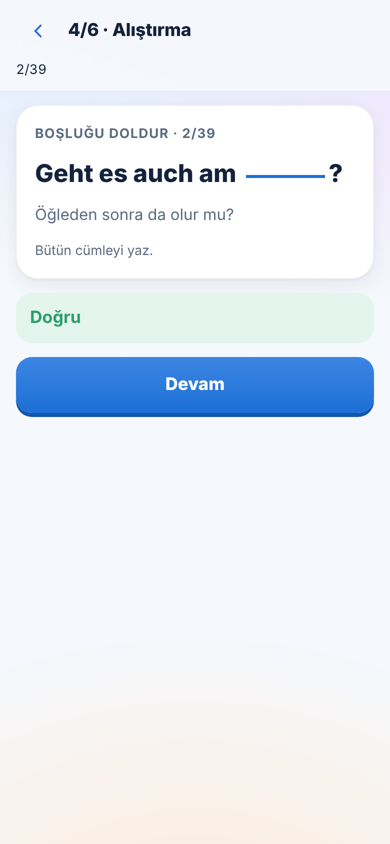 4/6 · Alıştırma
2/39
BOŞLUĞU DOLDUR · 2/39
Geht es auch am ______?
Öğleden sonra da olur mu?
Bütün cümleyi yaz.
Doğru
Devam